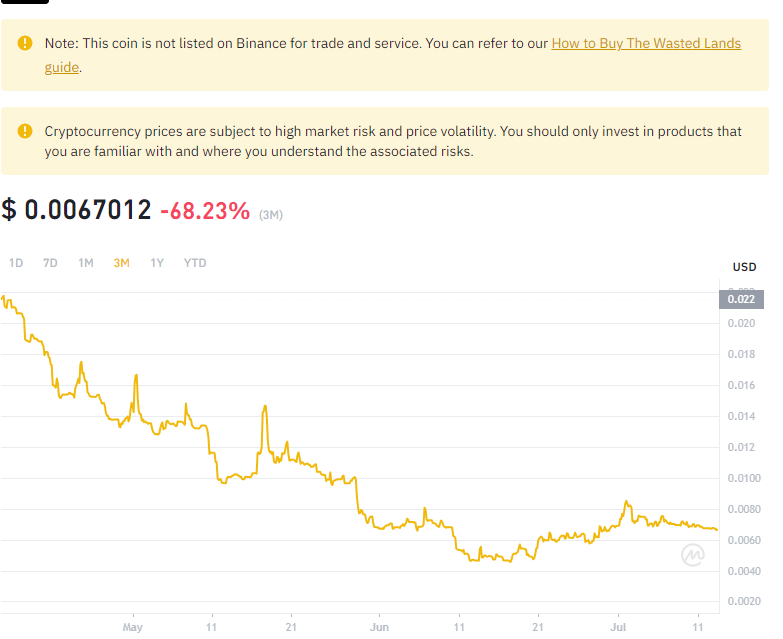 Note: This coin is not listed on Binance for trade and service. You can refer to our How to Buy The Wasted Lands
guide.
Cryptocurrency prices are subject to high market risk and price volatility. You should only invest in products that
you are familiar with and where you understand the associated risks.
$ 0.0067012 -68.23% (3M)
1D 7D 1M 3M 1Y YTD
USD
0.022
0.020
0.018
0.016
0.014
0.012
0.0100
0.0080
0.0060
0.0040
0.0020
May 11 21 Jun 11 21 Jul 11